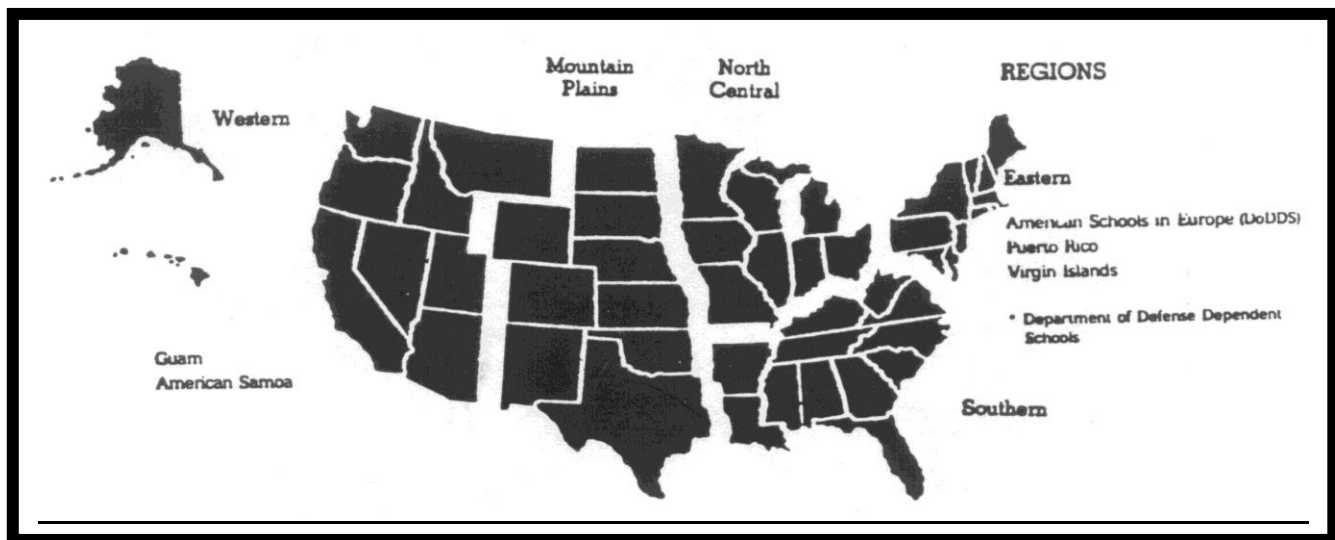 Mountain
Plains
North
Central
REGIONS
Western
Eastern
American Schools in Europe (DoDDS)
Puerto Rico
Virgin Islands
* Department of Defense Dependent
Schools
Guam
American Samoa
Southern